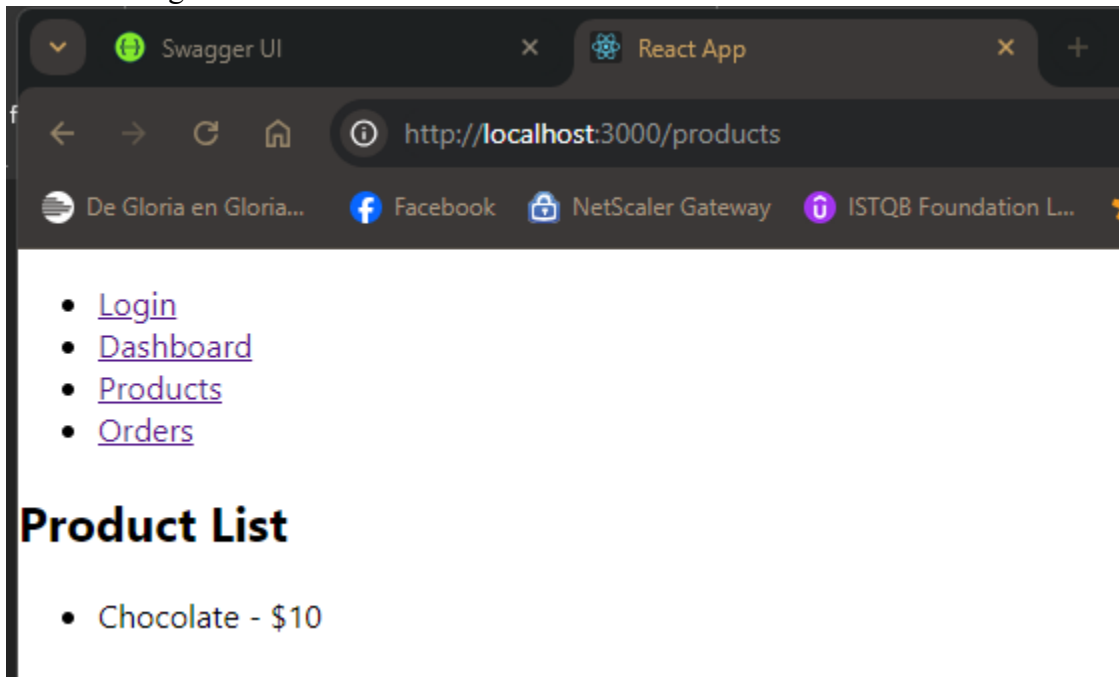 Swagger UI
React App
http://localhost:3000/products
De Gloria en Gloria...
Facebook
NetScaler Gateway
ISTQB Foundation L...
Login
Dashboard
Products
Orders
Product List
Chocolate - $10